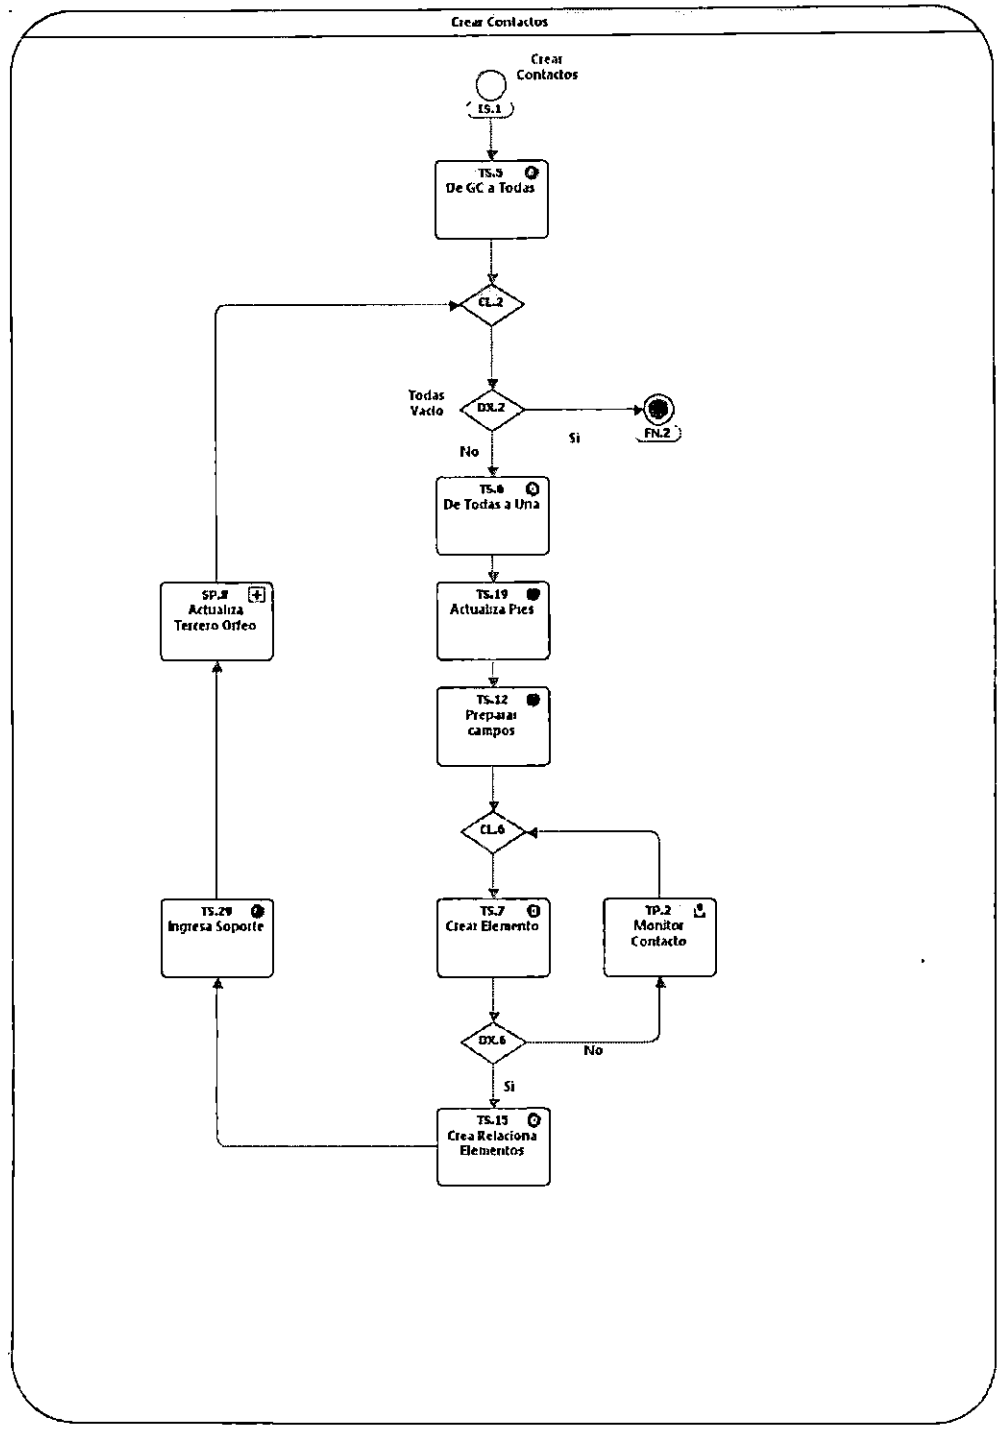 Crear Contactos
Crear
Contactos
IS.1
TS.5
De GC a Todas
CL.2
Todas
Vacio
DX.2
Si
FN.2
No
TS.6
De Todas a Una
SP.8
Actualiza
Tercero Orfeo
TS.19
Actualiza Pies
TS.12
Preparar
campos
CL.6
TS.20
Ingresa Soporte
TS.7
Crear Elemento
TP.2
Monitor
Contacto
DX.6
No
Si
TS.15
Crea Relaciona
Elementos